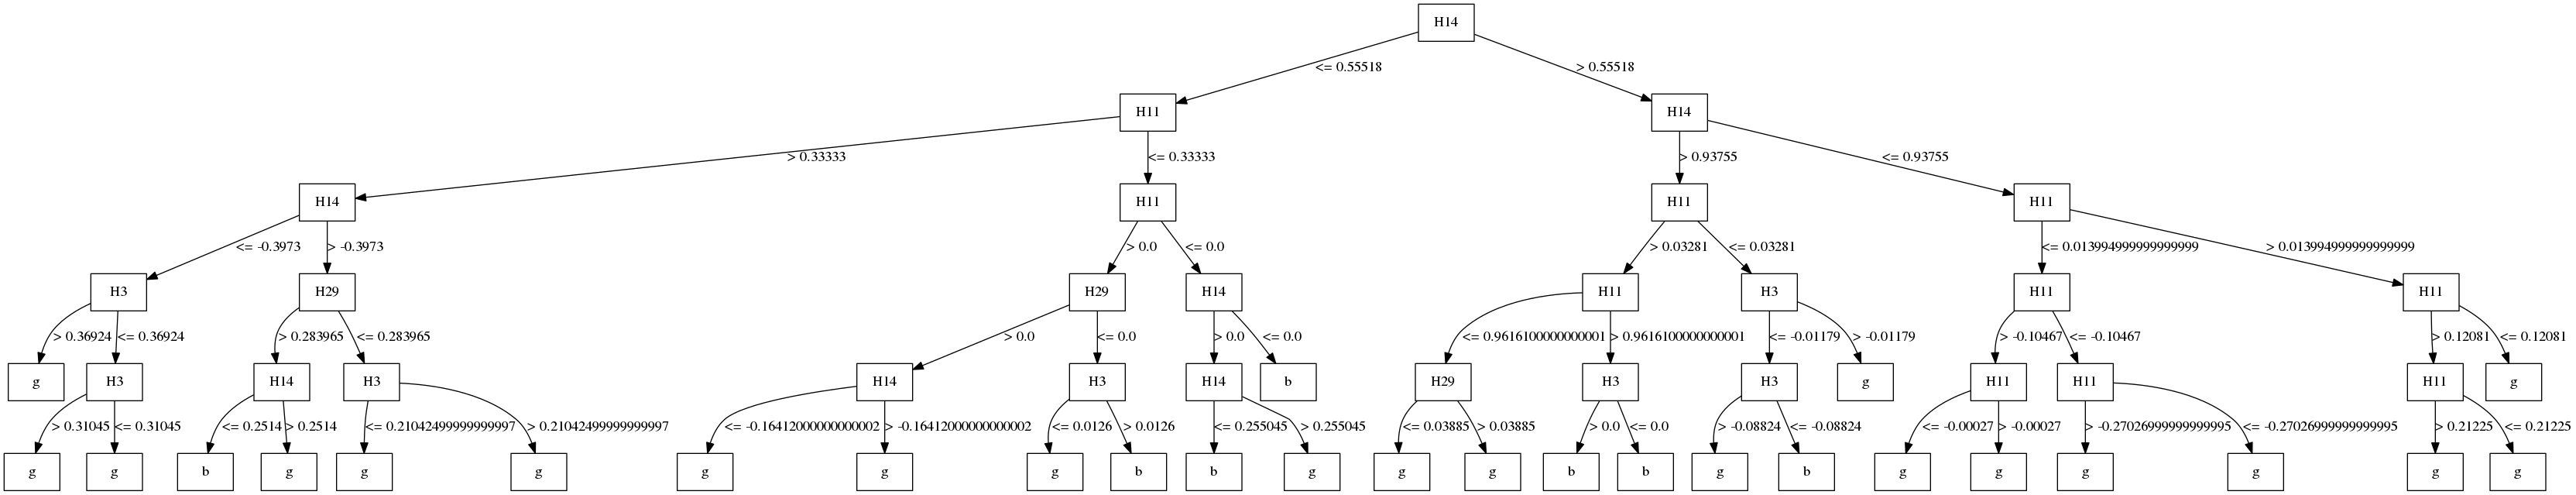 H14
<= 0.55518
> 0.55518
H11
H14
> 0.33333
<= 0.33333
> 0.93755
<= 0.93755
H14
H11
H11
H11
<= -0.3973
> -0.3973
> 0.0
<= 0.0
> 0.03281
<= 0.03281
<= 0.013994999999999999
> 0.013994999999999999
H3
H29
H29
H14
H11
H3
H11
H11
> 0.36924
<= 0.36924
> 0.283965
<= 0.283965
> 0.0
<= 0.0
> 0.0
<= 0.0
<= 0.9616100000000001
> 0.9616100000000001
<= -0.01179
> -0.01179
> -0.10467
<= -0.10467
> 0.12081
<= 0.12081
g
H3
H14
H3
H14
H3
H14
b
H29
H3
H3
g
H11
H11
H11
g
> 0.31045
<= 0.31045
<= 0.2514
> 0.2514
<= 0.21042499999999997
> 0.21042499999999997
<= -0.16412000000000002
> -0.16412000000000002
<= 0.0126
> 0.0126
<= 0.255045
> 0.255045
<= 0.03885
> 0.03885
> 0.0
<= 0.0
> -0.08824
<= -0.08824
<= -0.00027
> -0.00027
> -0.27026999999999995
<= -0.27026999999999995
> 0.21225
<= 0.21225
g
g
b
g
g
g
g
g
g
b
b
g
g
g
b
b
g
b
g
g
g
g
g
g